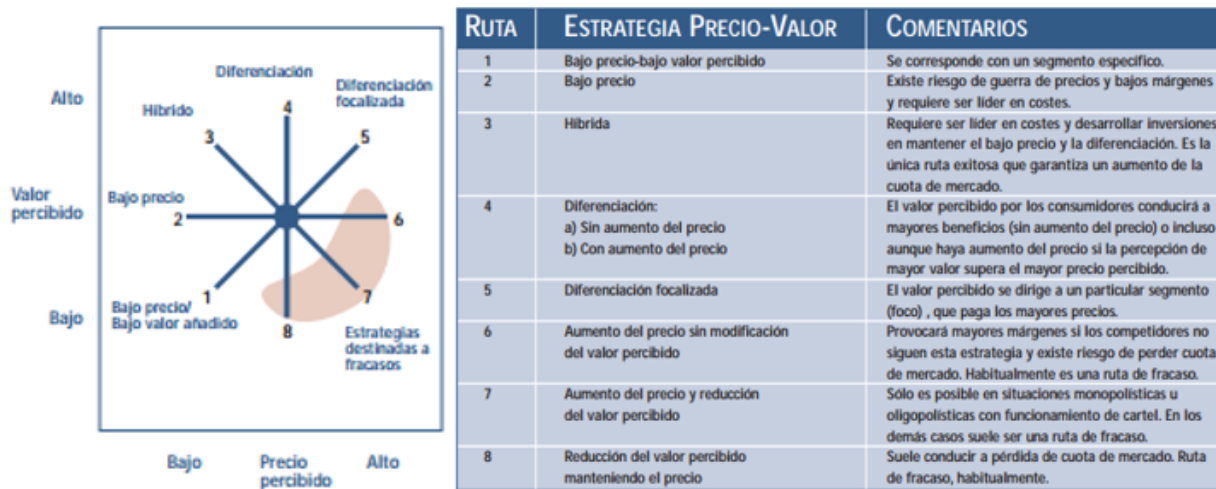 Alto
Valor
percibido
Bajo
Diferenciación
4
Diferenciación
focalizada
5
Híbrido
3
Bajo precio
2
6
1
Bajo precio/
Bajo valor añadido
8
7
Estrategias
destinadas a
fracasos
Bajo
Precio
percibido
Alto
RUTA ESTRATEGIA PRECIO-VALOR COMENTARIOS
1 Bajo precio-bajo valor percibido Se corresponde con un segmento específico.
2 Bajo precio Existe riesgo de guerra de precios y bajos márgenes
y requiere ser líder en costes.
3 Híbrida Requiere ser líder en costes y desarrollar inversiones
en mantener el bajo precio y la diferenciación. Es la
única ruta exitosa que garantiza un aumento de la
cuota de mercado.
4 Diferenciación: El valor percibido por los consumidores conducirá a
a) Sin aumento del precio mayores beneficios (sin aumento del precio) o incluso
b) Con aumento del precio aunque haya aumento del precio si la percepción de
mayor valor supera el mayor precio percibido.
5 Diferenciación focalizada El valor percibido se dirige a un particular segmento
(foco) , que paga los mayores precios.
6 Aumento del precio sin modificación Provocará mayores márgenes si los competidores no
del valor percibido siguen esta estrategia y existe riesgo de perder cuota
de mercado. Habitualmente es una ruta de fracaso.
7 Aumento del precio y reducción Sólo es posible en situaciones monopolísticas u
del valor percibido oligopolísticas con funcionamiento de cartel. En los
demás casos suele ser una ruta de fracaso.
8 Reducción del valor percibido Suele conducir a pérdida de cuota de mercado. Ruta
manteniendo el precio de fracaso, habitualmente.